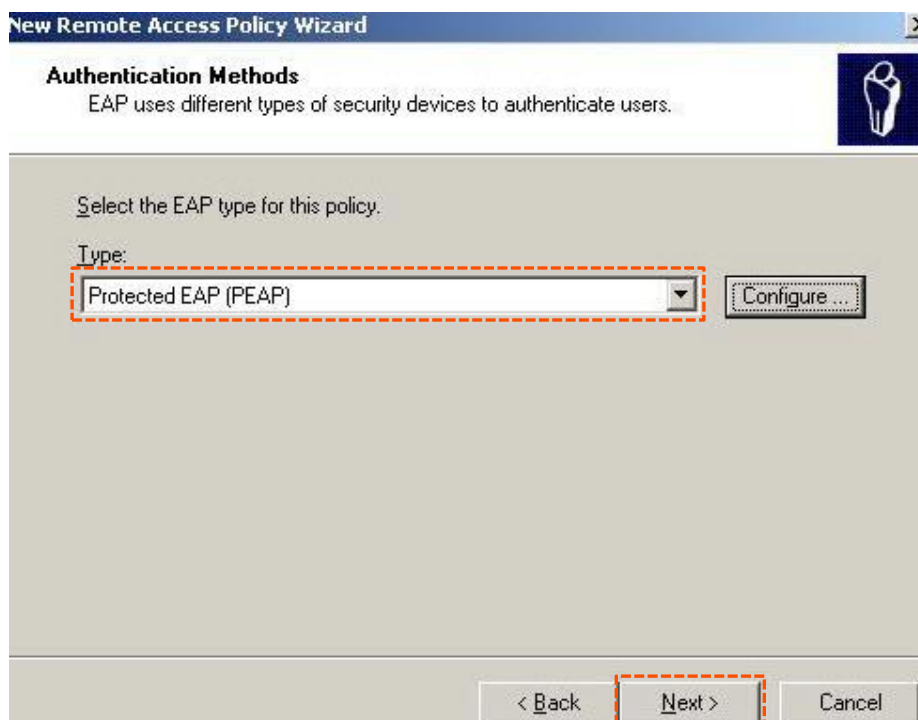 New Remote Access Policy Wizard
Authentication Methods
EAP uses different types of security devices to authenticate users.
Select the EAP type for this policy.
Type:
Protected EAP (PEAP)
Configure ...
< Back
Next >
Cancel